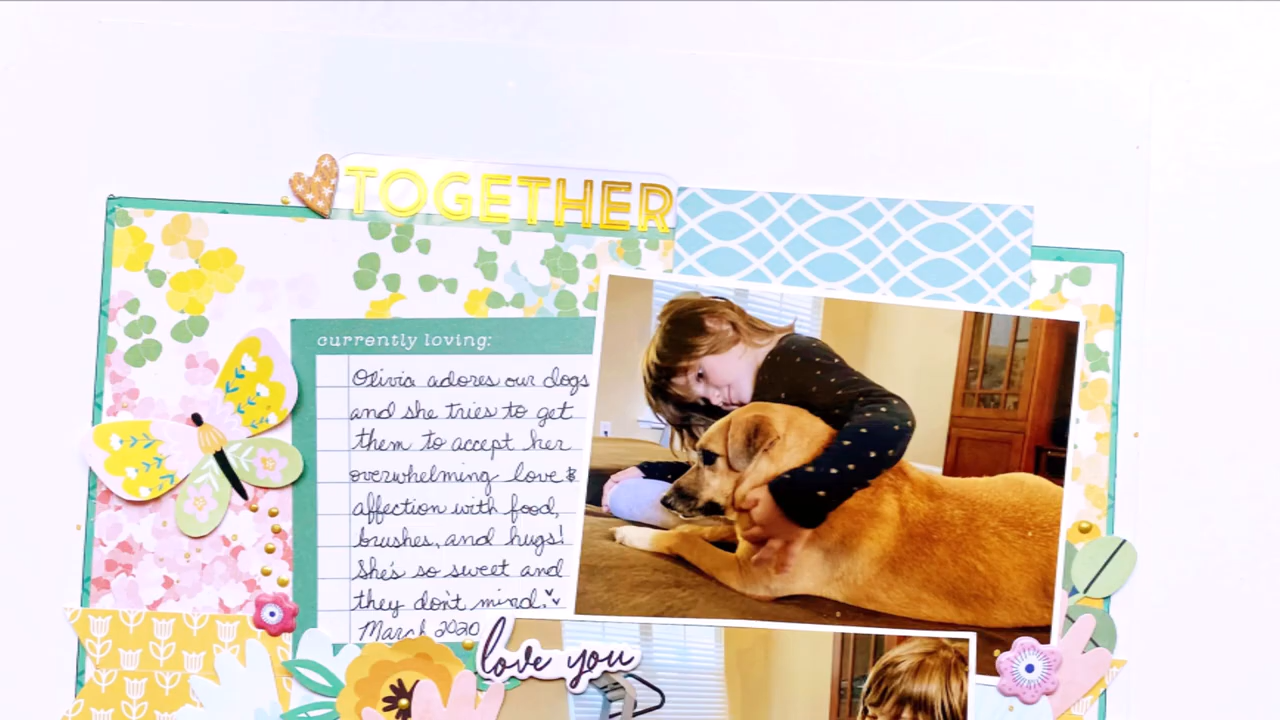 TOGETHER
currently loving:
Olivia adores our dogs
and she tries to get
them to accept her
overwhelming love &
affection with food,
brushes, and hugs!
She's so sweet and
they don't mind.
March 2020
love you